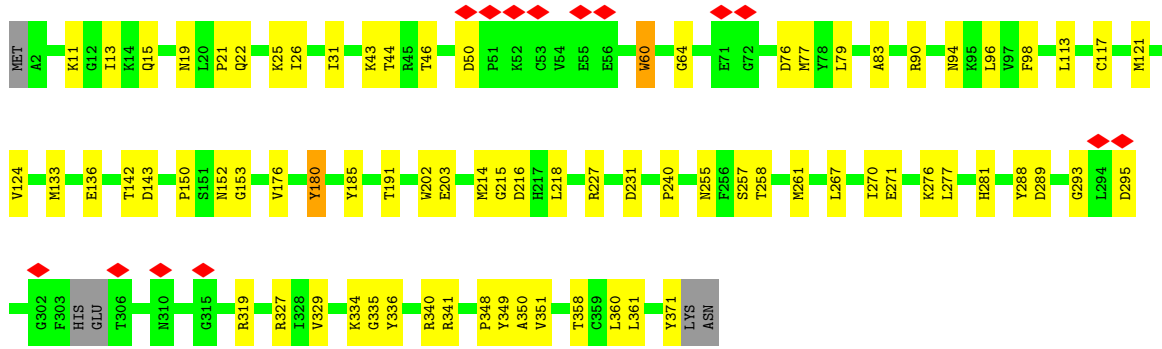 MET A2 K11 G12 I13 K14 Q15 N19 L20 P21 Q22 K25 I26 I31 K43 T44 R45 T46 D50 P51 K52 C53 V54 E55 E56 W60 G64 E71 G72 D76 M77 Y78 L79 A83 R90 N94 K95 L96 V97 F98 L113 C117 M121
V124 M133 E136 T142 D143 P150 S151 N152 G153 V176 Y180 Y185 T191 W202 E203 M214 G215 D216 H217 L218 R227 D231 P240 N255 F256 S257 T258 M261 L267 I270 E271 K276 L277 H281 Y288 D289 G293 L294 D295
G302 F303 HIS GLU T306 N310 G315 R319 R327 I328 V329 K334 G335 Y336 R340 R341 P348 Y349 A350 V351 T358 C359 L360 L361 Y371 LYS ASN